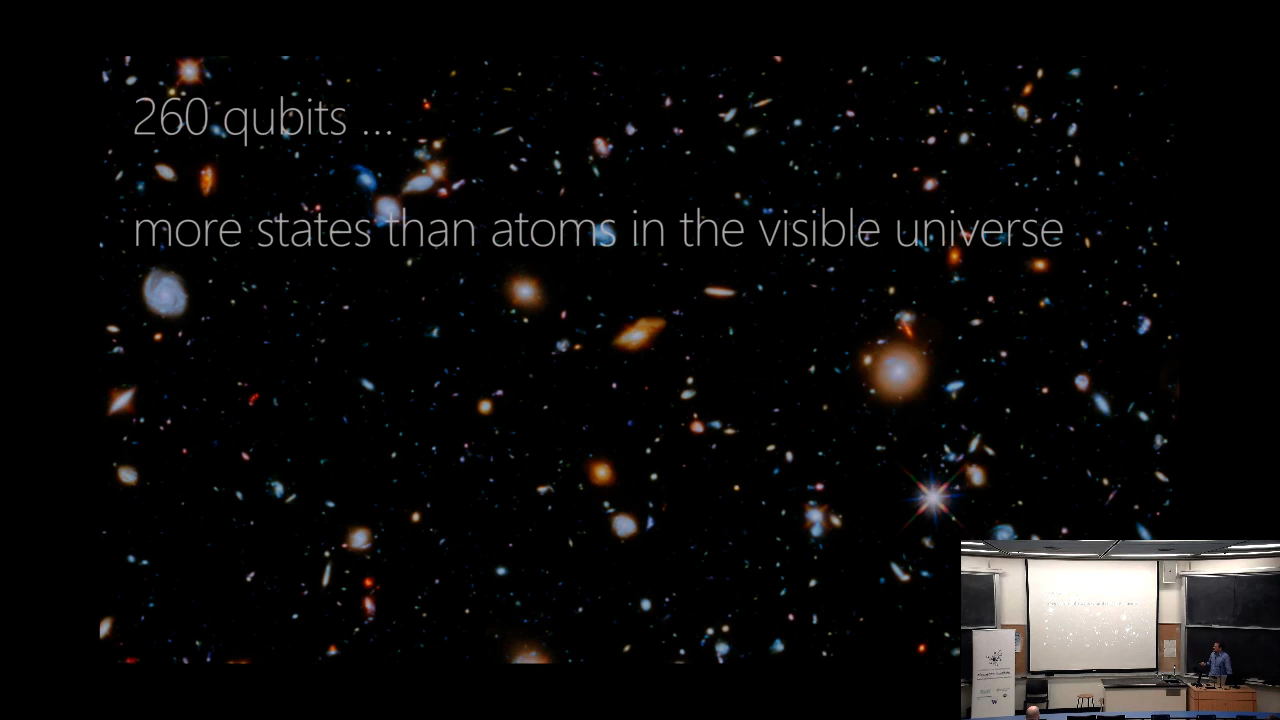 260 qubits ...
more states than atoms in the visible universe